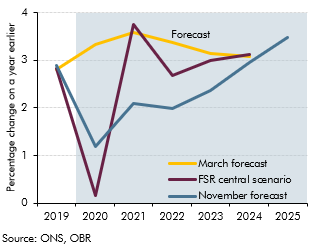 Percentage change on a year earlier
4
3
2
1
0
Forecast
March forecast
FSR central scenario
November forecast
2019 2020 2021 2022 2023 2024 2025
Source: ONS, OBR